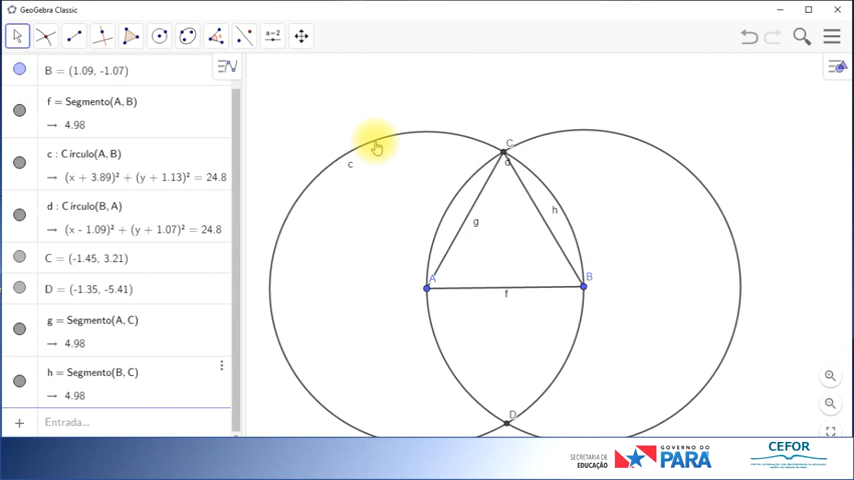 GeoGebra Classic
a=2
B = (1.09, -1.07)
f = Segmento(A, B)
→ 4.98
c : Círculo(A, B)
→ (x + 3.89)² + (y + 1.13)² = 24.8
d : Círculo(B, A)
→ (x - 1.09)² + (y + 1.07)² = 24.8
C = (-1.45, 3.21)
D = (-1.35, -5.41)
g = Segmento(A, C)
→ 4.98
h = Segmento(B, C)
→ 4.98
Entrada...
C
d
c
h
g
A
B
f
D
SECRETARIA DE
EDUCAÇÃO
GOVERNO DO
PARÁ
CEFOR